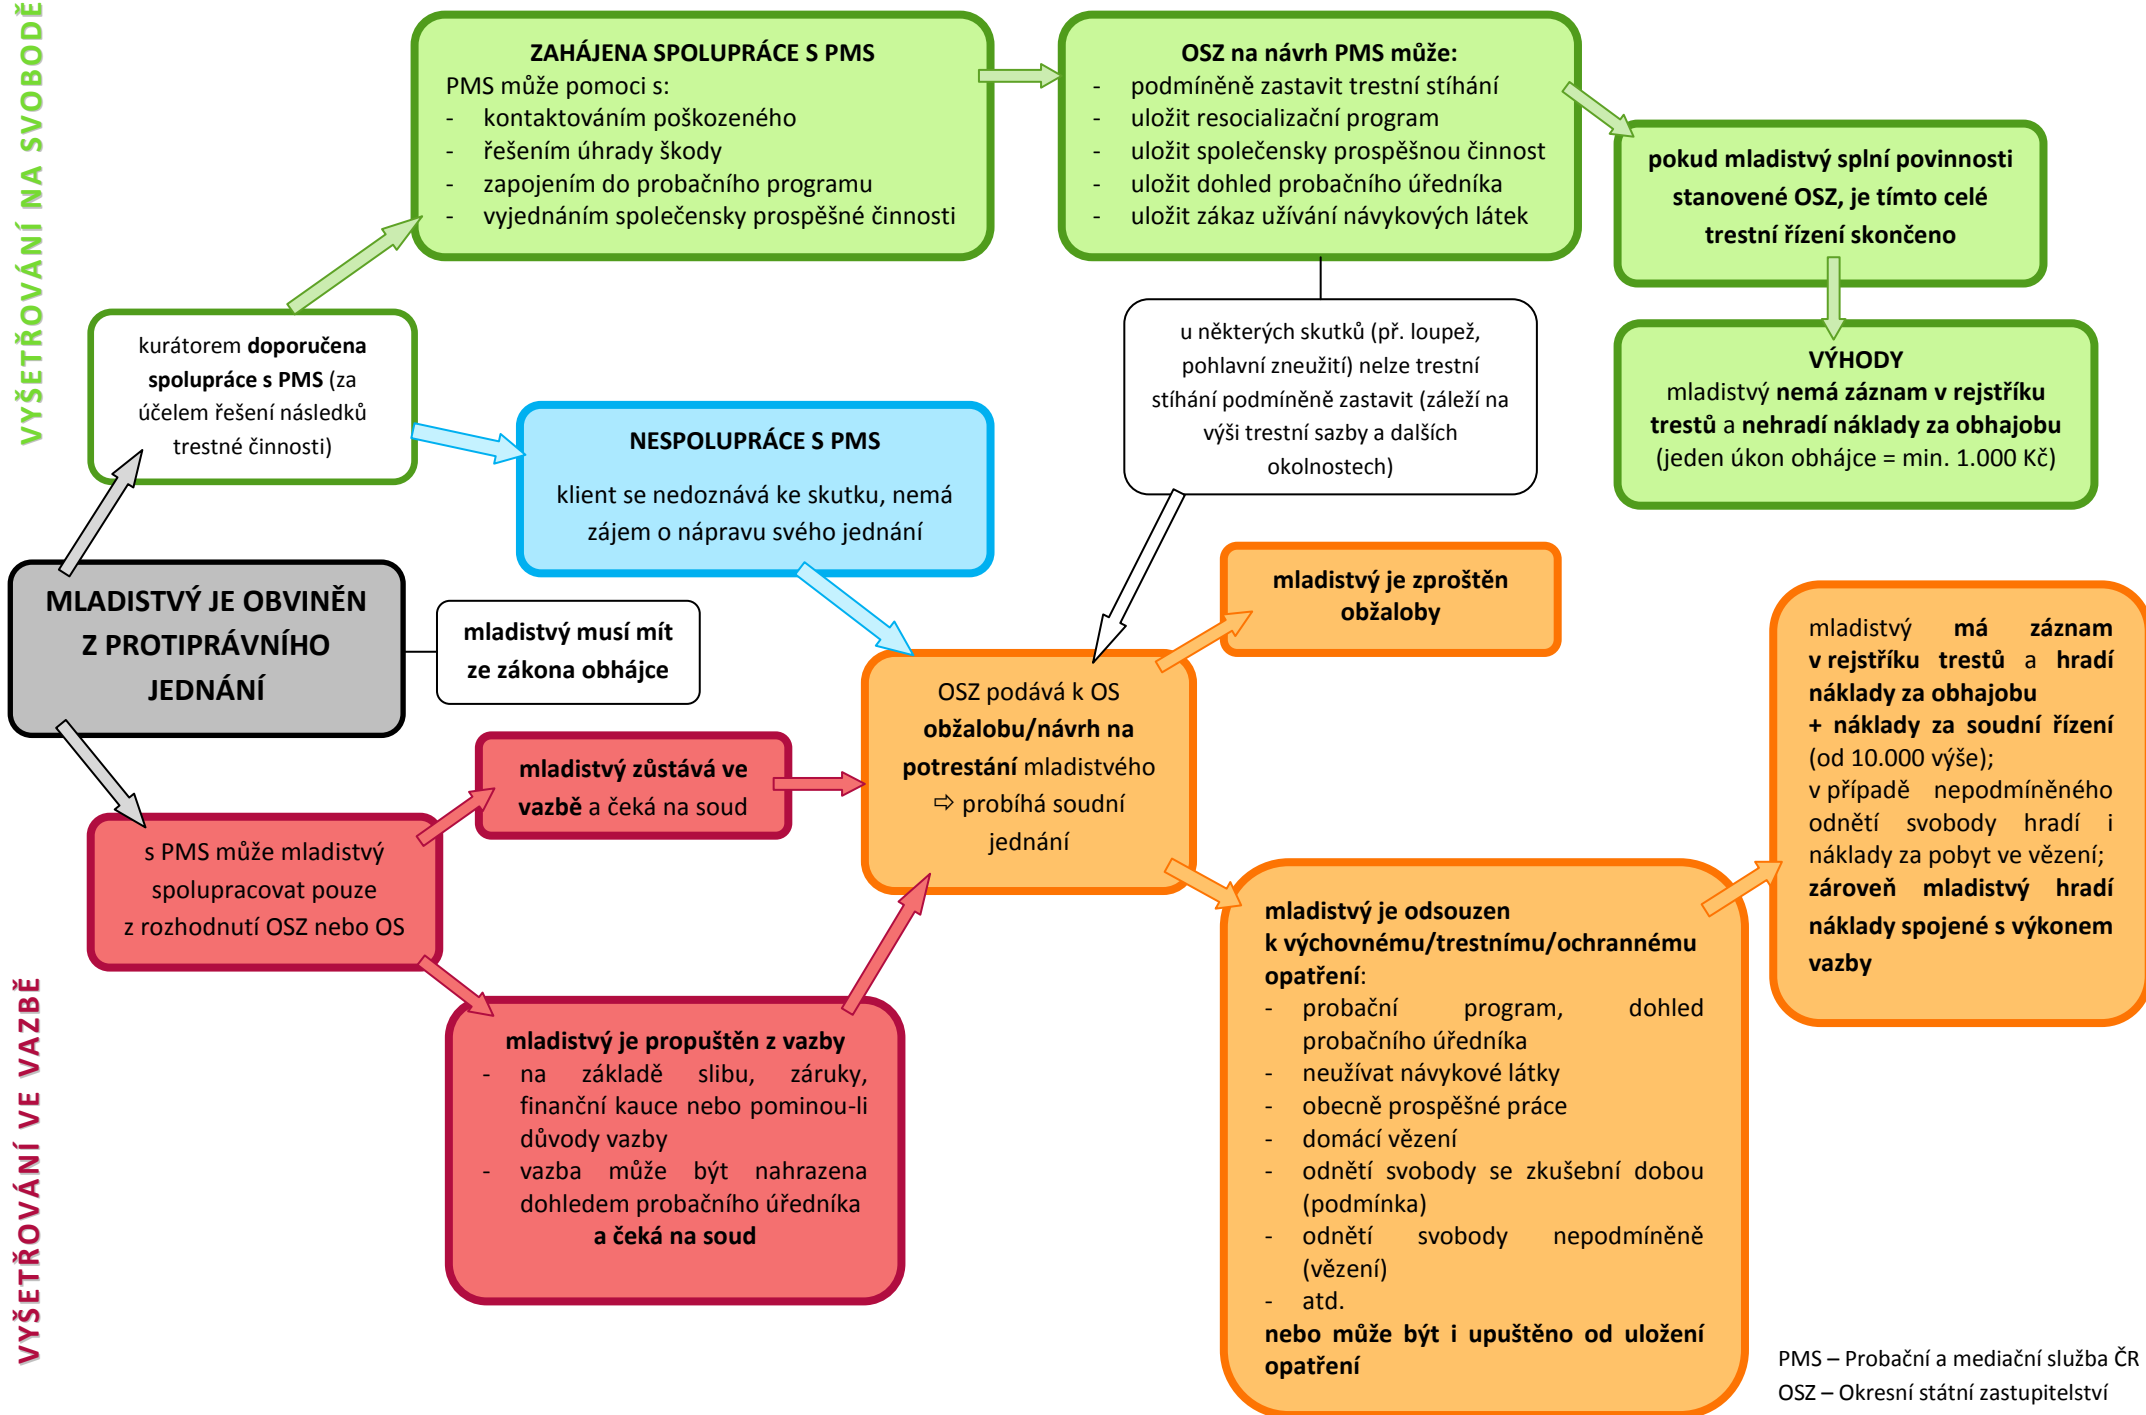 VYŠETŘOVÁNÍ NA SVOBODĚ
ZAHÁJENA SPOLUPRÁCE S PMS
PMS může pomoci s:
- kontaktováním poškozeného
- řešením úhrady škody
- zapojením do probačního programu
- vyjednáním společensky prospěšné činnosti
OSZ na návrh PMS může:
- podmíněně zastavit trestní stíhání
- uložit resocializační program
- uložit společensky prospěšnou činnost
- uložit dohled probačního úředníka
- uložit zákaz užívání návykových látek
pokud mladistvý splní povinnosti
stanovené OSZ, je tímto celé
trestní řízení skončeno
kurátorem doporučena
spolupráce s PMS (za
účelem řešení následků
trestné činnosti)
u některých skutků (př. loupež,
pohlavní zneužití) nelze trestní
stíhání podmíněně zastavit (záleží na
výši trestní sazby a dalších
okolnostech)
VÝHODY
mladistvý nemá záznam v rejstříku
trestů a nehradí náklady za obhajobu
(jeden úkon obhájce = min. 1.000 Kč)
NESPOLUPRÁCE S PMS
klient se nedoznává ke skutku, nemá
zájem o nápravu svého jednání
MLADISTVÝ JE OBVINĚN
Z PROTIPRÁVNÍHO
JEDNÁNÍ
mladistvý musí mít
ze zákona obhájce
mladistvý je zproštěn
obžaloby
OSZ podává k OS
obžalobu/návrh na
potrestání mladistvého
⇨ probíhá soudní
jednání
mladistvý má záznam
v rejstříku trestů a hradí
náklady za obhajobu
+ náklady za soudní řízení
(od 10.000 výše);
v případě nepodmíněného
odnětí svobody hradí i
náklady za pobyt ve vězení;
zároveň mladistvý hradí
náklady spojené s výkonem
vazby
mladistvý zůstává ve
vazbě a čeká na soud
s PMS může mladistvý
spolupracovat pouze
z rozhodnutí OSZ nebo OS
VYŠETŘOVÁNÍ VE VAZBĚ
mladistvý je propuštěn z vazby
- na základě slibu, záruky,
finanční kauce nebo pominou-li
důvody vazby
- vazba může být nahrazena
dohledem probačního úředníka
a čeká na soud
mladistvý je odsouzen
k výchovnému/trestnímu/ochrannému
opatření:
- probační program, dohled
probačního úředníka
- neužívat návykové látky
- obecně prospěšné práce
- domácí vězení
- odnětí svobody se zkušební dobou
(podmínka)
- odnětí svobody nepodmíněně
(vězení)
- atd.
nebo může být i upuštěno od uložení
opatření
PMS – Probační a mediační služba ČR
OSZ – Okresní státní zastupitelství